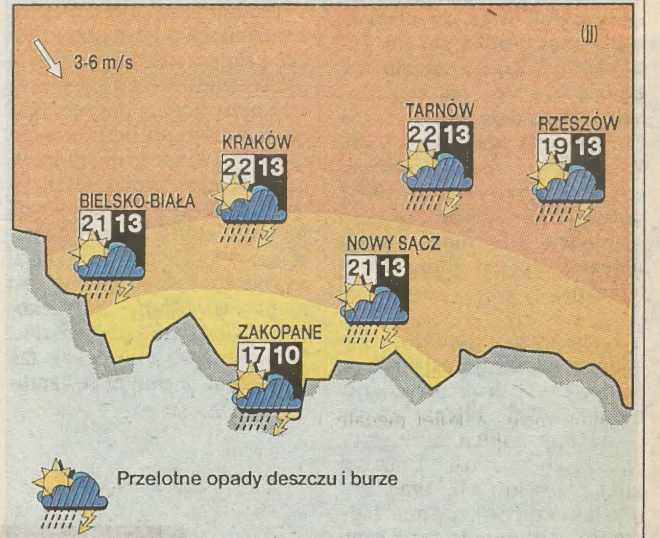 (JJ)
3-6 m/s
TARNÓW
22 13
RZESZÓW
19 13
KRAKÓW
22 13
BIELSKO-BIAŁA
21 13
NOWY SĄCZ
21 13
ZAKOPANE
17 10
Przelotne opady deszczu i burze